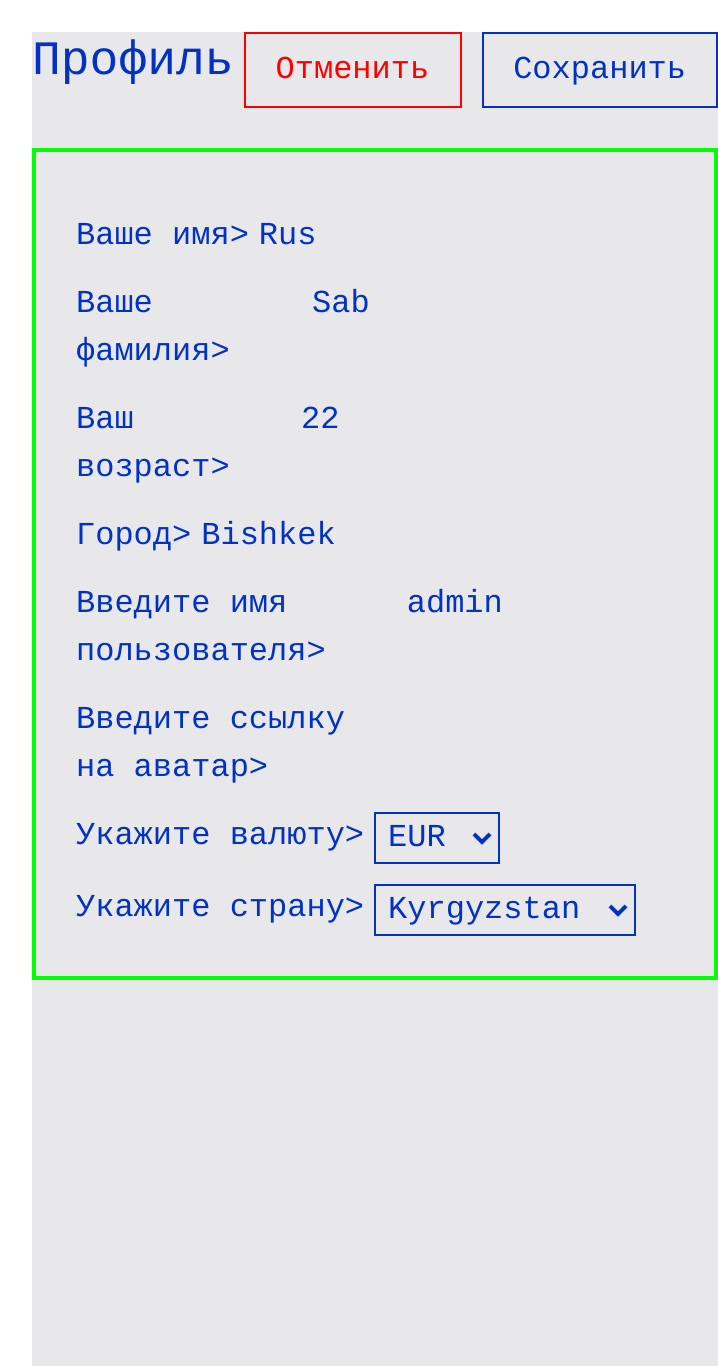 Профиль Отменить Сохранить
Ваше имя> Rus
Ваше Sab
фамилия>
Ваш 22
возраст>
Город> Bishkek
Введите имя admin
пользователя>
Введите ссылку
на аватар>
Укажите валюту> EUR
Укажите страну> Kyrgyzstan